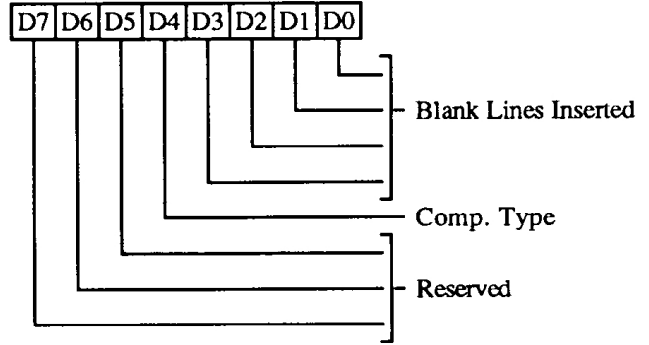 D7 D6 D5 D4 D3 D2 D1 D0
Blank Lines Inserted
Comp. Type
Reserved